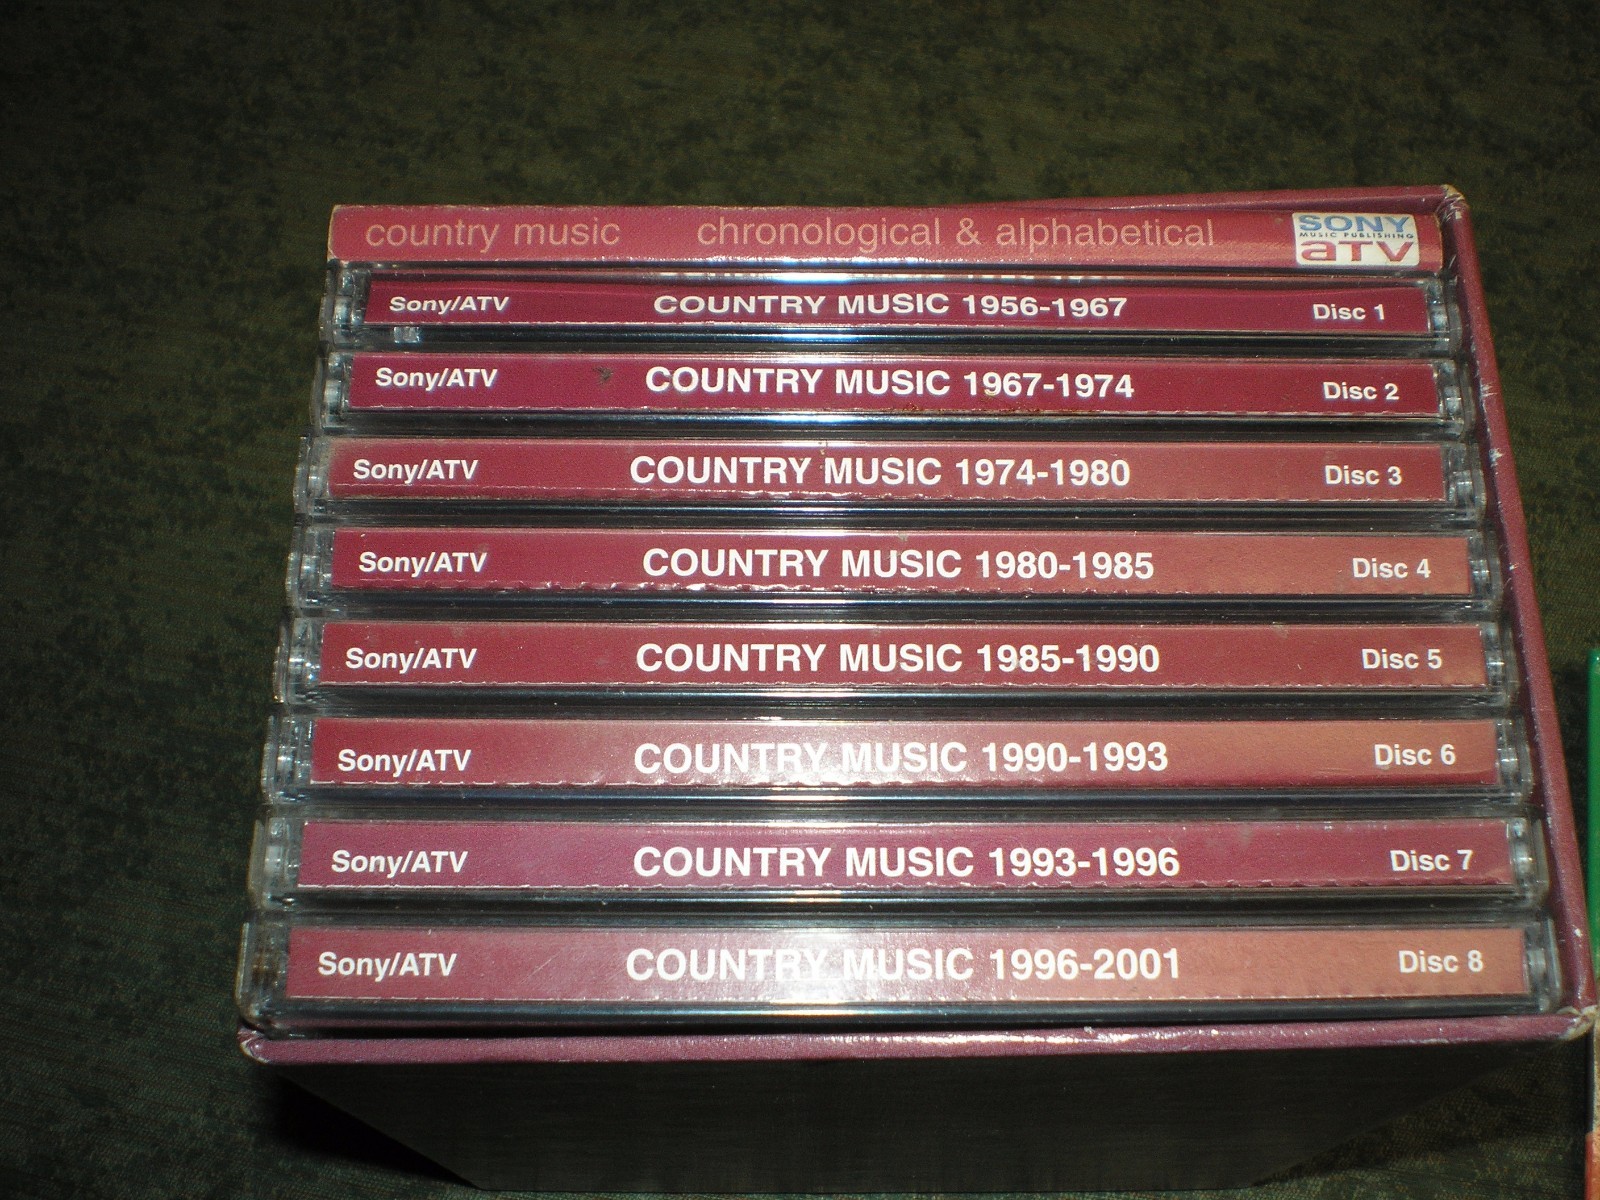 country music chronological & alphabetical SONY
MUSIC PUBLISHING
aTV
Sony/ATV COUNTRY MUSIC 1956-1967 Disc 1
Sony/ATV COUNTRY MUSIC 1967-1974 Disc 2
Sony/ATV COUNTRY MUSIC 1974-1980 Disc 3
Sony/ATV COUNTRY MUSIC 1980-1985 Disc 4
Sony/ATV COUNTRY MUSIC 1985-1990 Disc 5
Sony/ATV COUNTRY MUSIC 1990-1993 Disc 6
Sony/ATV COUNTRY MUSIC 1993-1996 Disc 7
Sony/ATV COUNTRY MUSIC 1996-2001 Disc 8